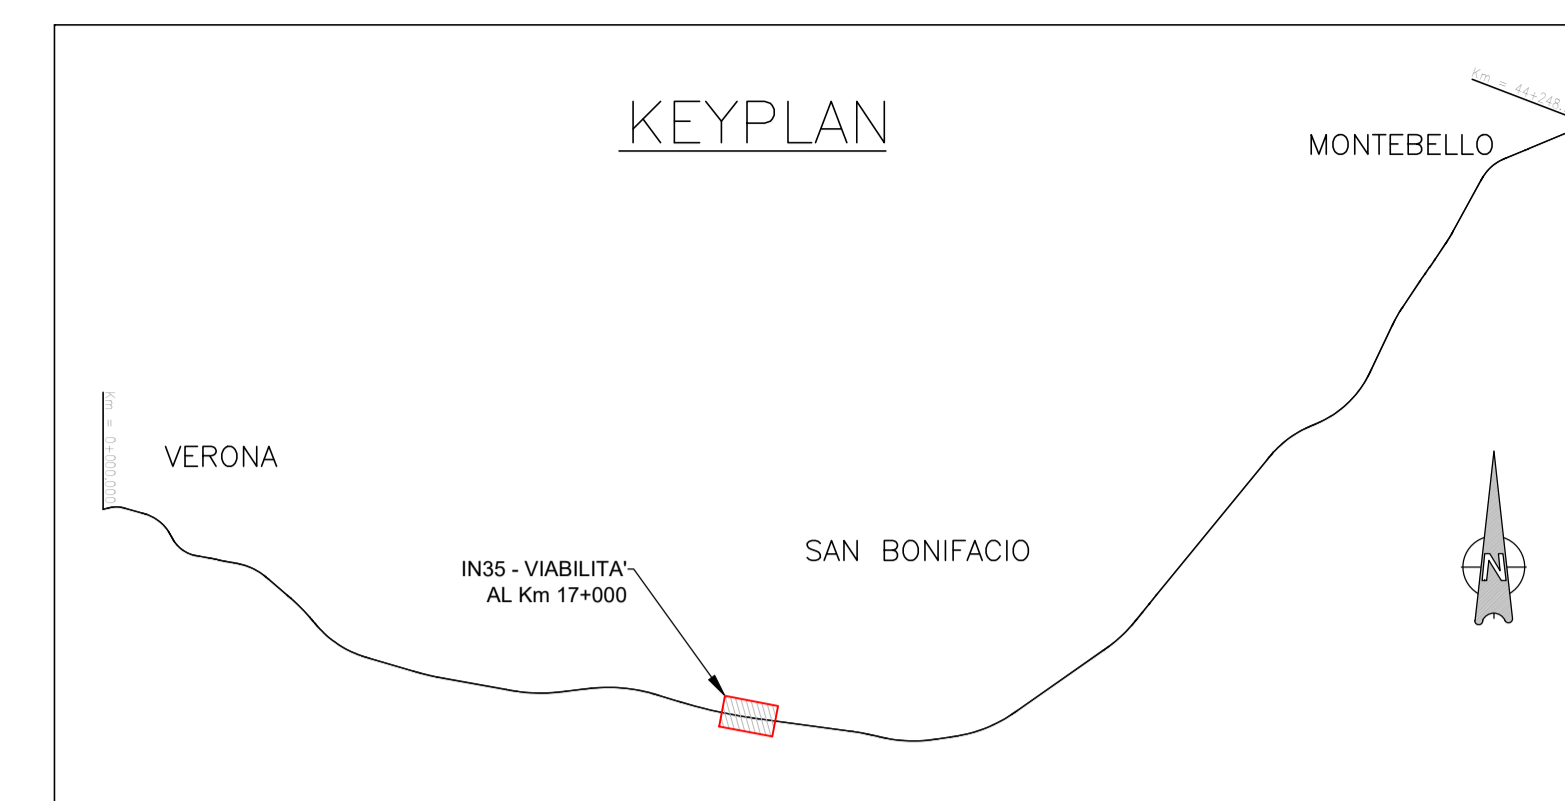 KEYPLAN
Km = 44+248.
MONTEBELLO
Km = 0+000.000
VERONA
SAN BONIFACIO
IN35 - VIABILITA'
AL Km 17+000
N